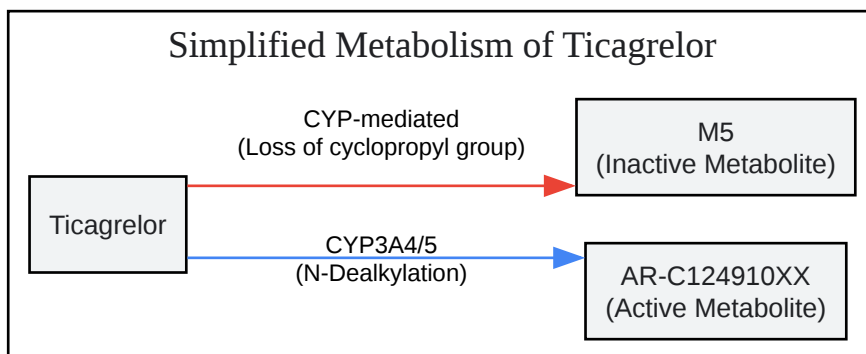 Simplified Metabolism of Ticagrelor
CYP-mediated
(Loss of cyclopropyl group)
M5
(Inactive Metabolite)
Ticagrelor
CYP3A4/5
(N-Dealkylation)
AR-C124910XX
(Active Metabolite)